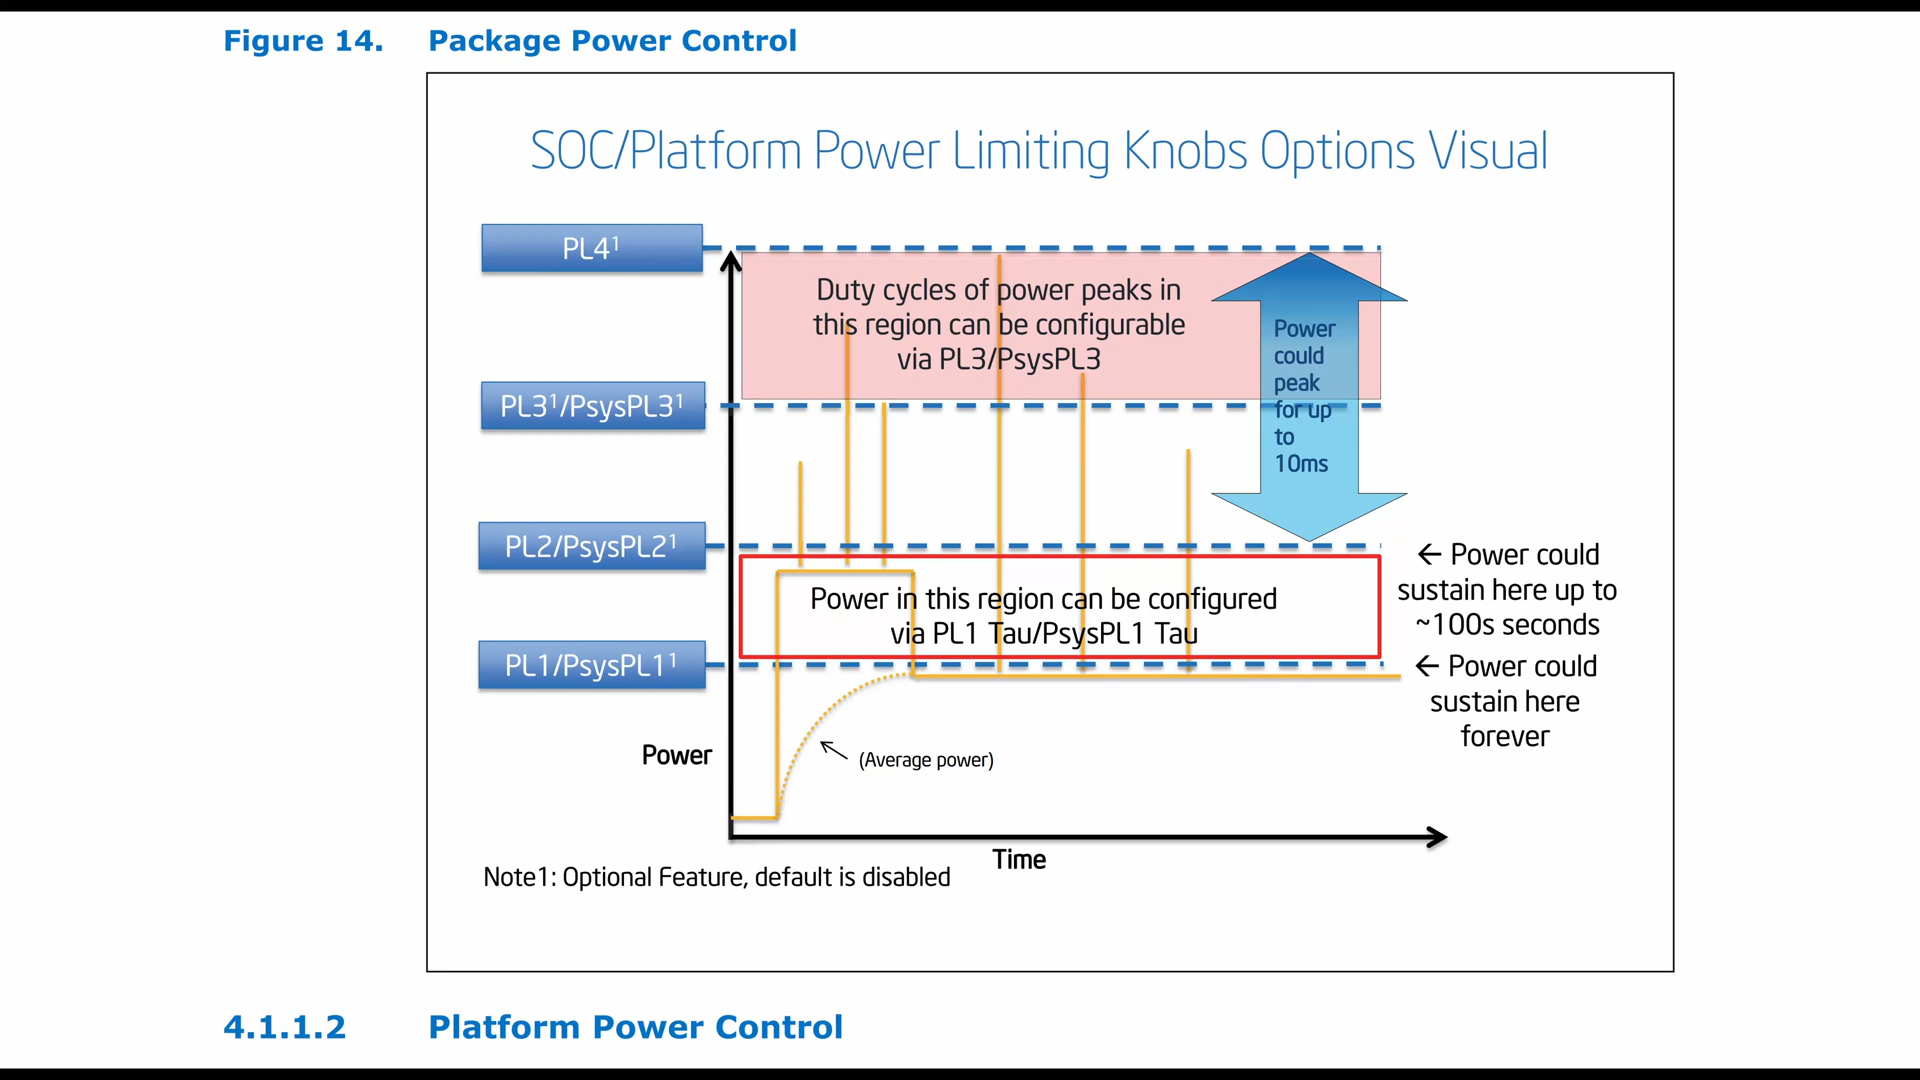 Figure 14. Package Power Control
SOC/Platform Power Limiting Knobs Options Visual
PL4¹
Duty cycles of power peaks in
this region can be configurable
via PL3/PsysPL3
Power
could
peak
for up
to
10ms
PL3¹/PsysPL3¹
PL2/PsysPL2¹
← Power could
sustain here up to
~100s seconds
Power in this region can be configured
via PL1 Tau/PsysPL1 Tau
PL1/PsysPL1¹
← Power could
sustain here
forever
Power
(Average power)
Time
Note1: Optional Feature, default is disabled
4.1.1.2 Platform Power Control